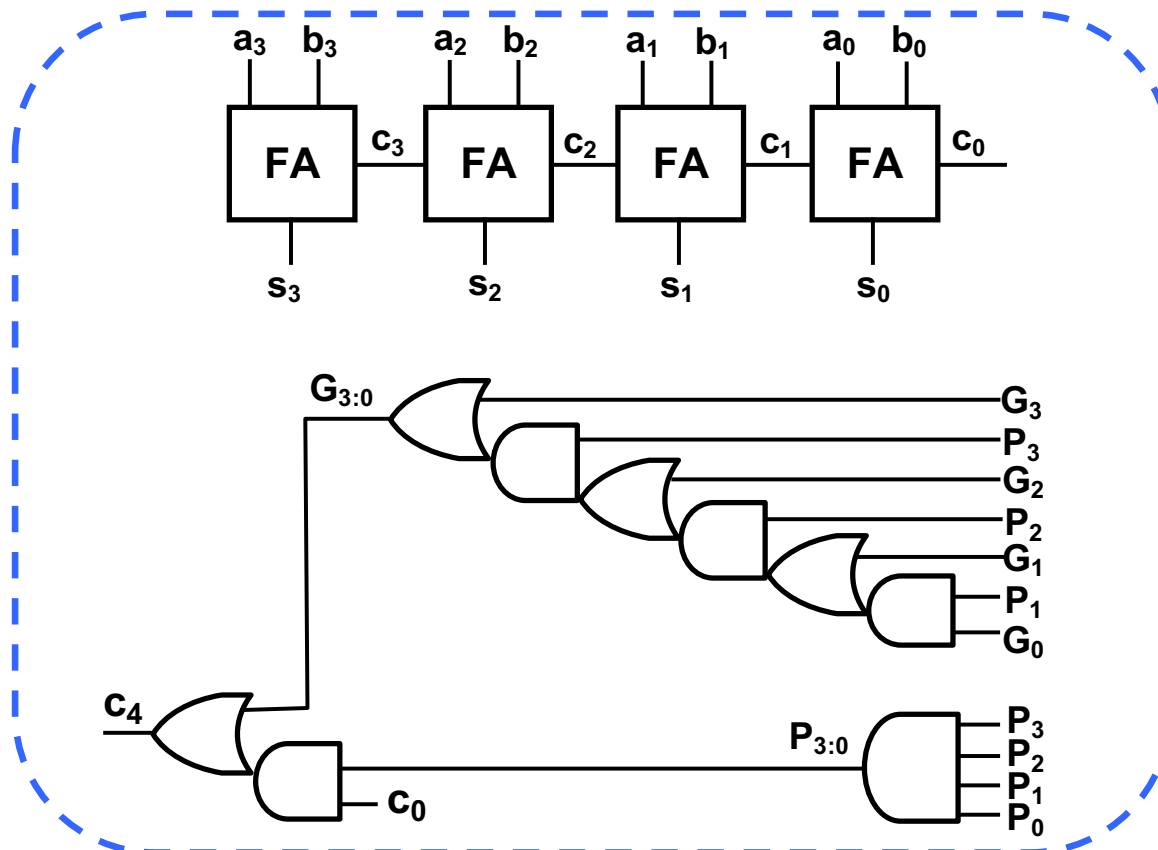 a₃ b₃ a₂ b₂ a₁ b₁ a₀ b₀
FA c₃ FA c₂ FA c₁ FA c₀
s₃ s₂ s₁ s₀
G₃:₀ G₃
P₃
G₂
P₂
G₁
P₁
G₀
c₄ P₃:₀ P₃
P₂
P₁
c₀ P₀